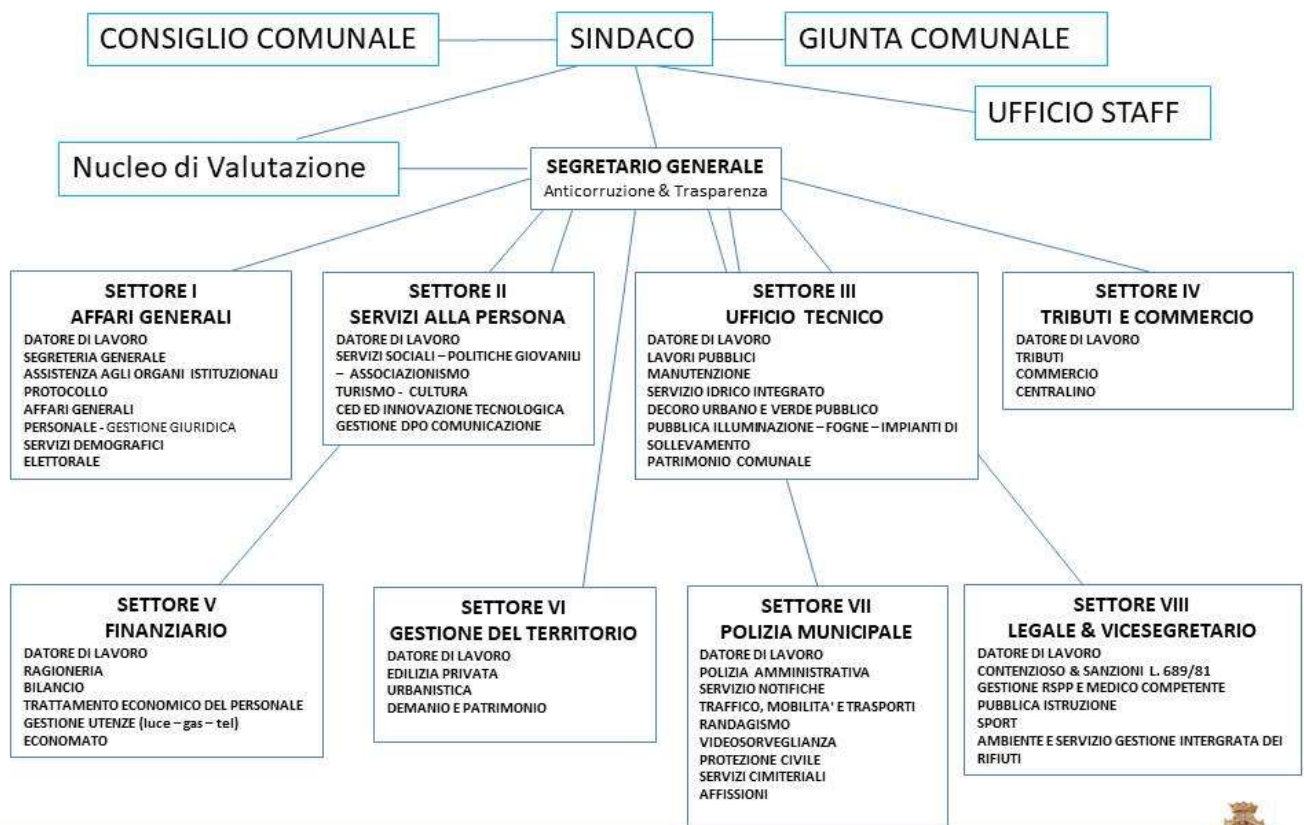 CONSIGLIO COMUNALE
SINDACO
GIUNTA COMUNALE
UFFICIO STAFF
Nucleo di Valutazione
SEGRETARIO GENERALE
Anticorruzione & Trasparenza
SETTORE I
AFFARI GENERALI
DATORE DI LAVORO
SEGRETERIA GENERALE
ASSISTENZA AGLI ORGANI ISTITUZIONALI
PROTOCOLLO
AFFARI GENERALI
PERSONALE - GESTIONE GIURIDICA
SERVIZI DEMOGRAFICI
ELETTORALE
SETTORE II
SERVIZI ALLA PERSONA
DATORE DI LAVORO
SERVIZI SOCIALI – POLITICHE GIOVANILI
– ASSOCIAZIONISMO
TURISMO - CULTURA
CED ED INNOVAZIONE TECNOLOGICA
GESTIONE DPO COMUNICAZIONE
SETTORE III
UFFICIO TECNICO
DATORE DI LAVORO
LAVORI PUBBLICI
MANUTENZIONE
SERVIZIO IDRICO INTEGRATO
DECORO URBANO E VERDE PUBBLICO
PUBBLICA ILLUMINAZIONE – FOGNE – IMPIANTI DI
SOLLEVAMENTO
PATRIMONIO COMUNALE
SETTORE IV
TRIBUTI E COMMERCIO
DATORE DI LAVORO
TRIBUTI
COMMERCIO
CENTRALINO
SETTORE V
FINANZIARIO
DATORE DI LAVORO
RAGIONERIA
BILANCIO
TRATTAMENTO ECONOMICO DEL PERSONALE
GESTIONE UTENZE (luce – gas – tel)
ECONOMATO
SETTORE VI
GESTIONE DEL TERRITORIO
DATORE DI LAVORO
EDILIZIA PRIVATA
URBANISTICA
DEMANIO E PATRIMONIO
SETTORE VII
POLIZIA MUNICIPALE
DATORE DI LAVORO
POLIZIA AMMINISTRATIVA
SERVIZIO NOTIFICHE
TRAFFICO, MOBILITA' E TRASPORTI
RANDAGISMO
VIDEOSORVEGLIANZA
PROTEZIONE CIVILE
SERVIZI CIMITERIALI
AFFISSIONI
SETTORE VIII
LEGALE & VICESEGRETARIO
DATORE DI LAVORO
CONTENZIOSO & SANZIONI L. 689/81
GESTIONE RSPP E MEDICO COMPETENTE
PUBBLICA ISTRUZIONE
SPORT
AMBIENTE E SERVIZIO GESTIONE INTERGRATA DEI
RIFIUTI